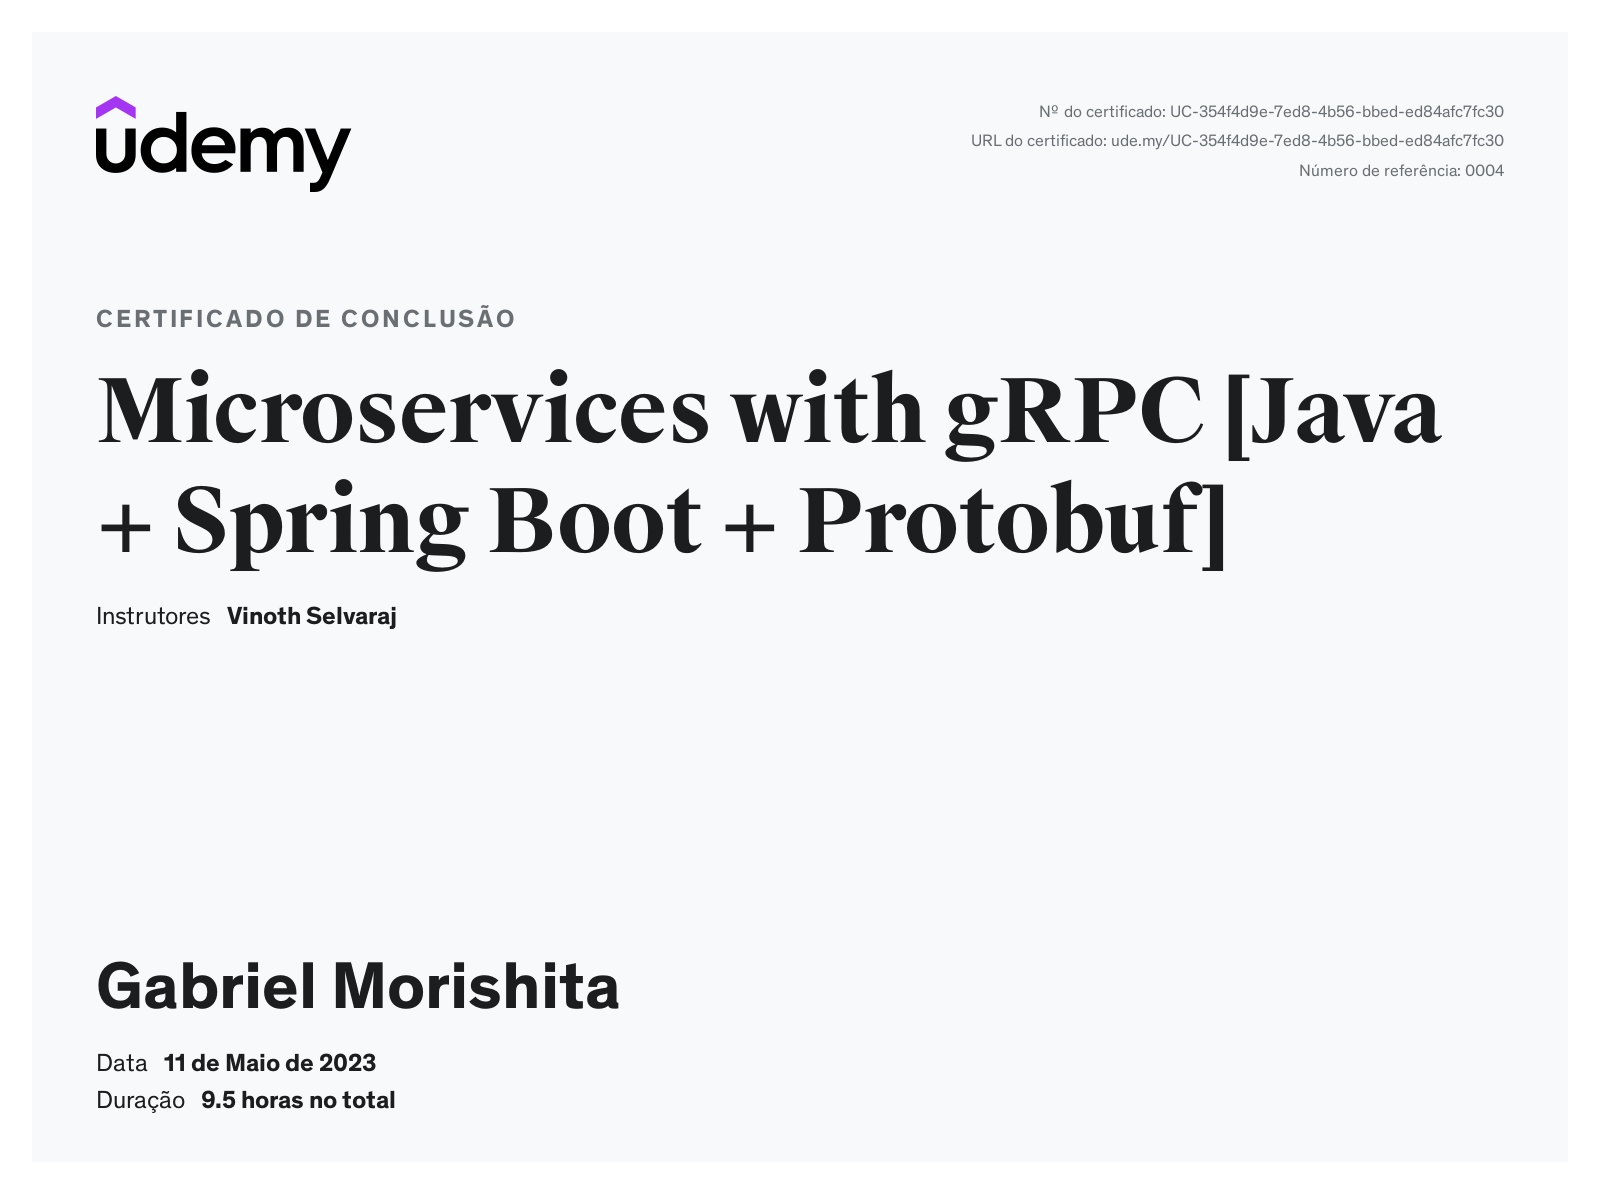 udemy
Nº do certificado: UC-354f4d9e-7ed8-4b56-bbed-ed84afc7fc30
URL do certificado: ude.my/UC-354f4d9e-7ed8-4b56-bbed-ed84afc7fc30
Número de referência: 0004
CERTIFICADO DE CONCLUSÃO
Microservices with gRPC [Java
+ Spring Boot + Protobuf]
Instrutores Vinoth Selvaraj
Gabriel Morishita
Data 11 de Maio de 2023
Duração 9.5 horas no total